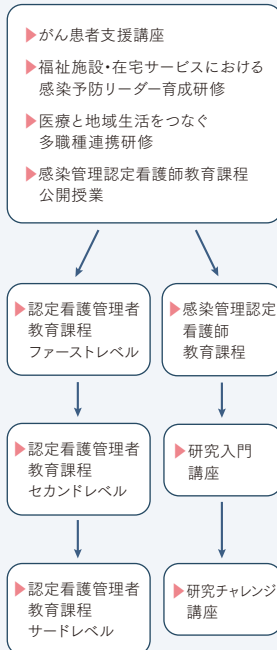 ▶がん患者支援講座
▶福祉施設・在宅サービスにおける
感染予防リーダー育成研修
▶医療と地域生活をつなぐ
多職種連携研修
▶感染管理認定看護師教育課程
公開授業
▶認定看護管理者
教育課程
ファーストレベル
▶感染管理認定
看護師
教育課程
▶認定看護管理者
教育課程
セカンドレベル
▶研究入門
講座
▶認定看護管理者
教育課程
サードレベル
▶研究チャレンジ
講座